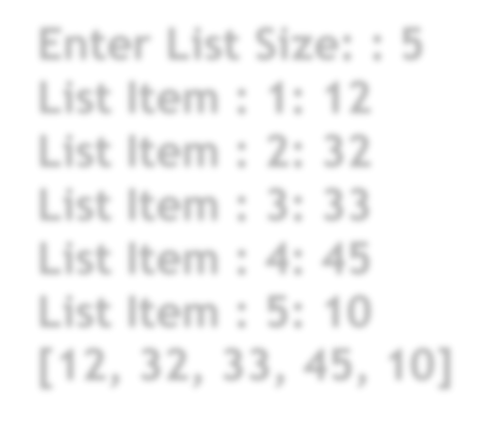 Enter List Size: : 5
List Item : 1: 12
List Item : 2: 32
List Item : 3: 33
List Item : 4: 45
List Item : 5: 10
[12, 32, 33, 45, 10]